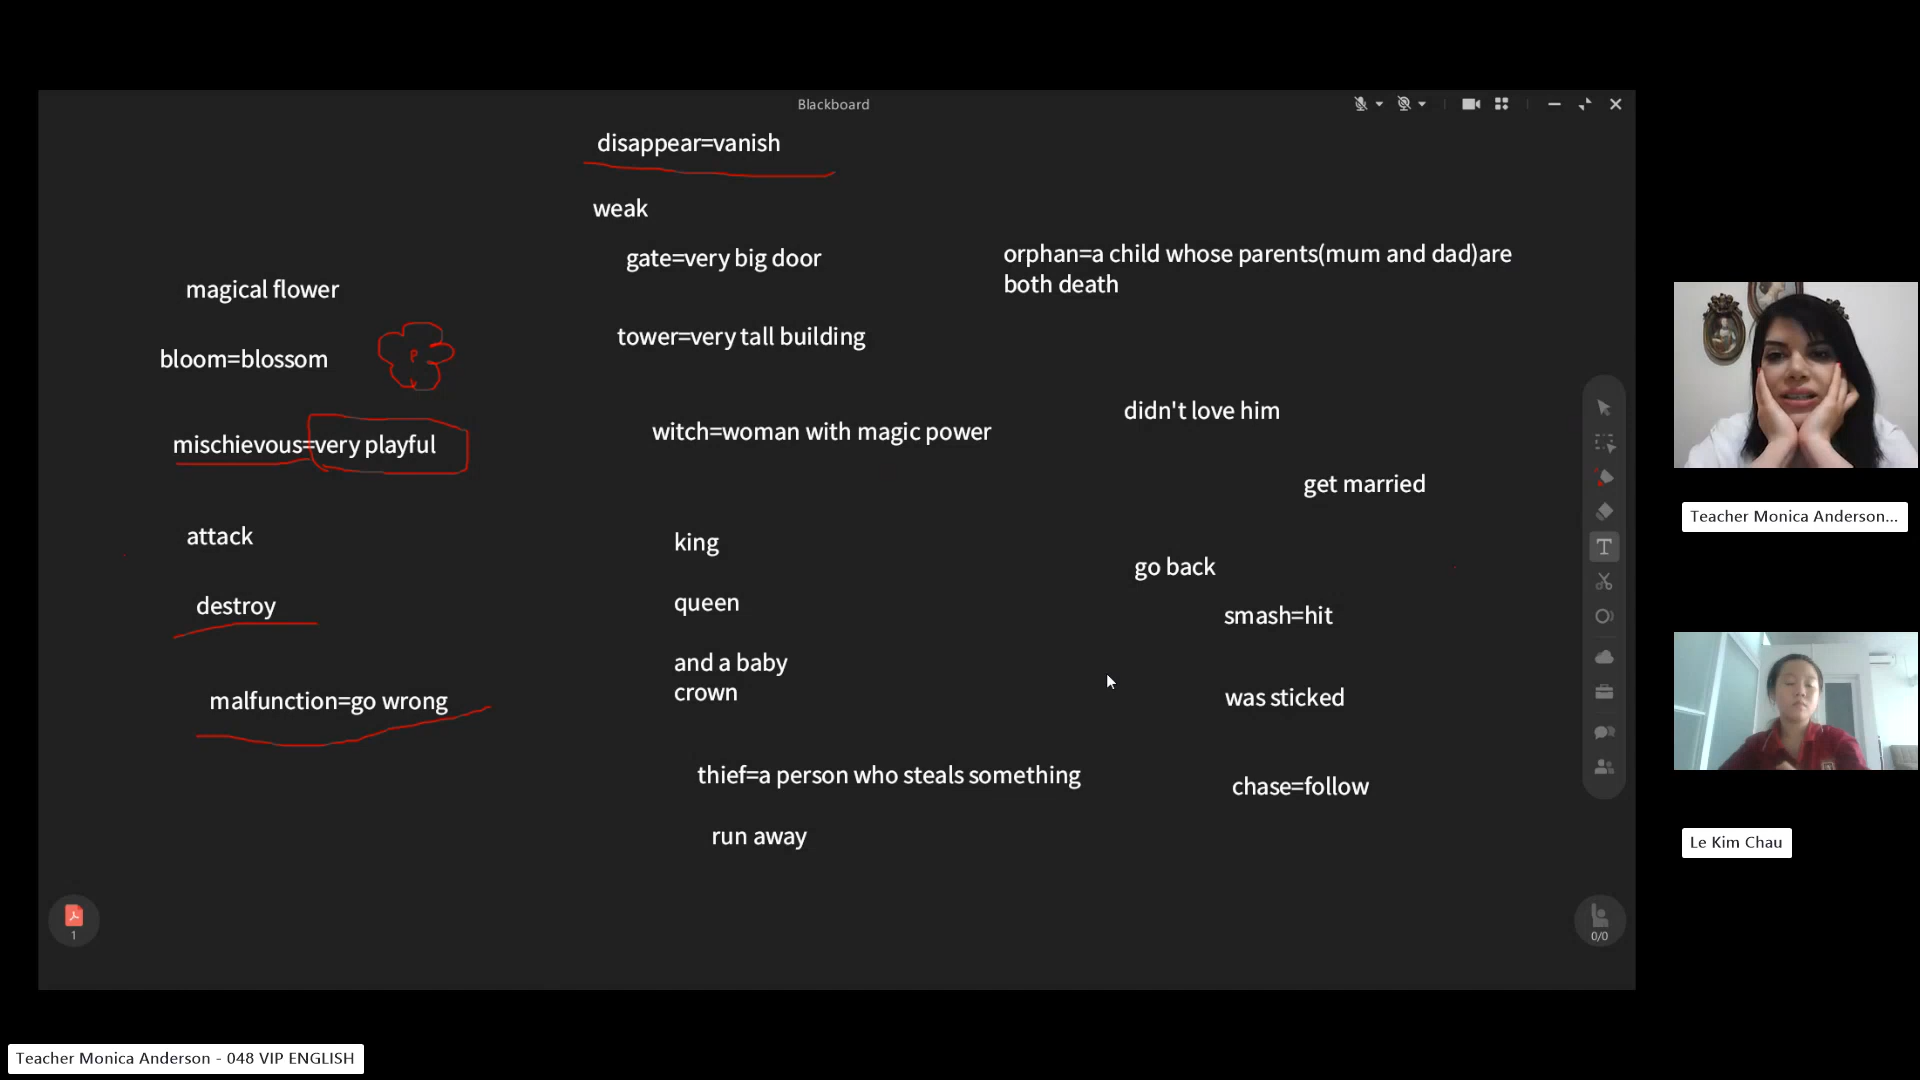 Blackboard
disappear=vanish
weak
gate=very big door
orphan=a child whose parents(mum and dad)are
both death
magical flower
tower=very tall building
bloom=blossom
P
didn't love him
witch=woman with magic power
mischievous=very playful
get married
attack
king
go back
destroy
queen
smash=hit
and a baby
crown
malfunction=go wrong
was sticked
thief=a person who steals something
chase=follow
run away
1
0/0
Teacher Monica Anderson...
Le Kim Chau
Teacher Monica Anderson - 048 VIP ENGLISH